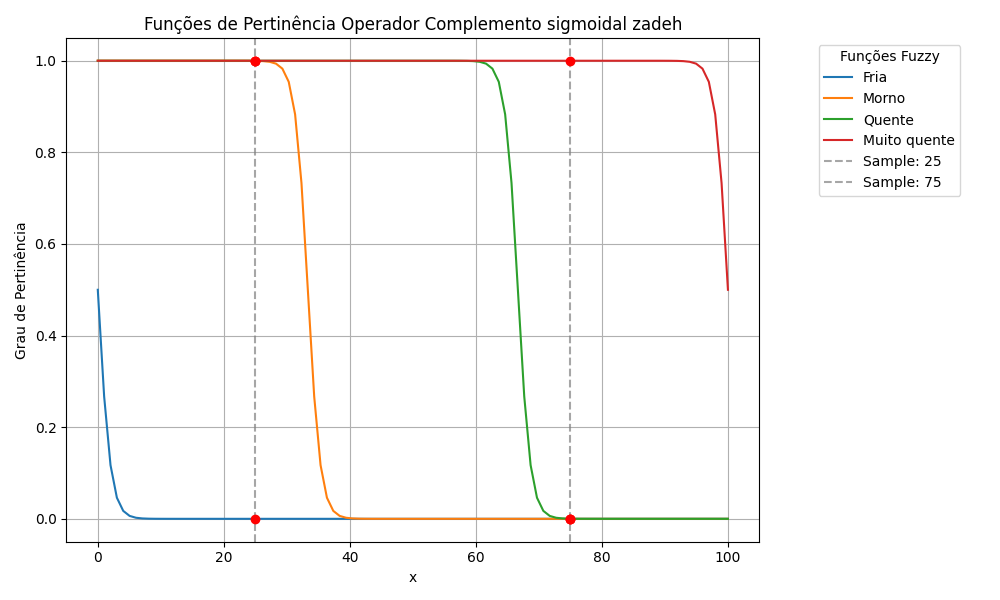 Funções de Pertinência Operador Complemento sigmoidal zadeh
Grau de Pertinência
1.0
0.8
0.6
0.4
0.2
0.0
0
20
40
60
80
100
x
Funções Fuzzy
Fria
Morno
Quente
Muito quente
Sample: 25
Sample: 75